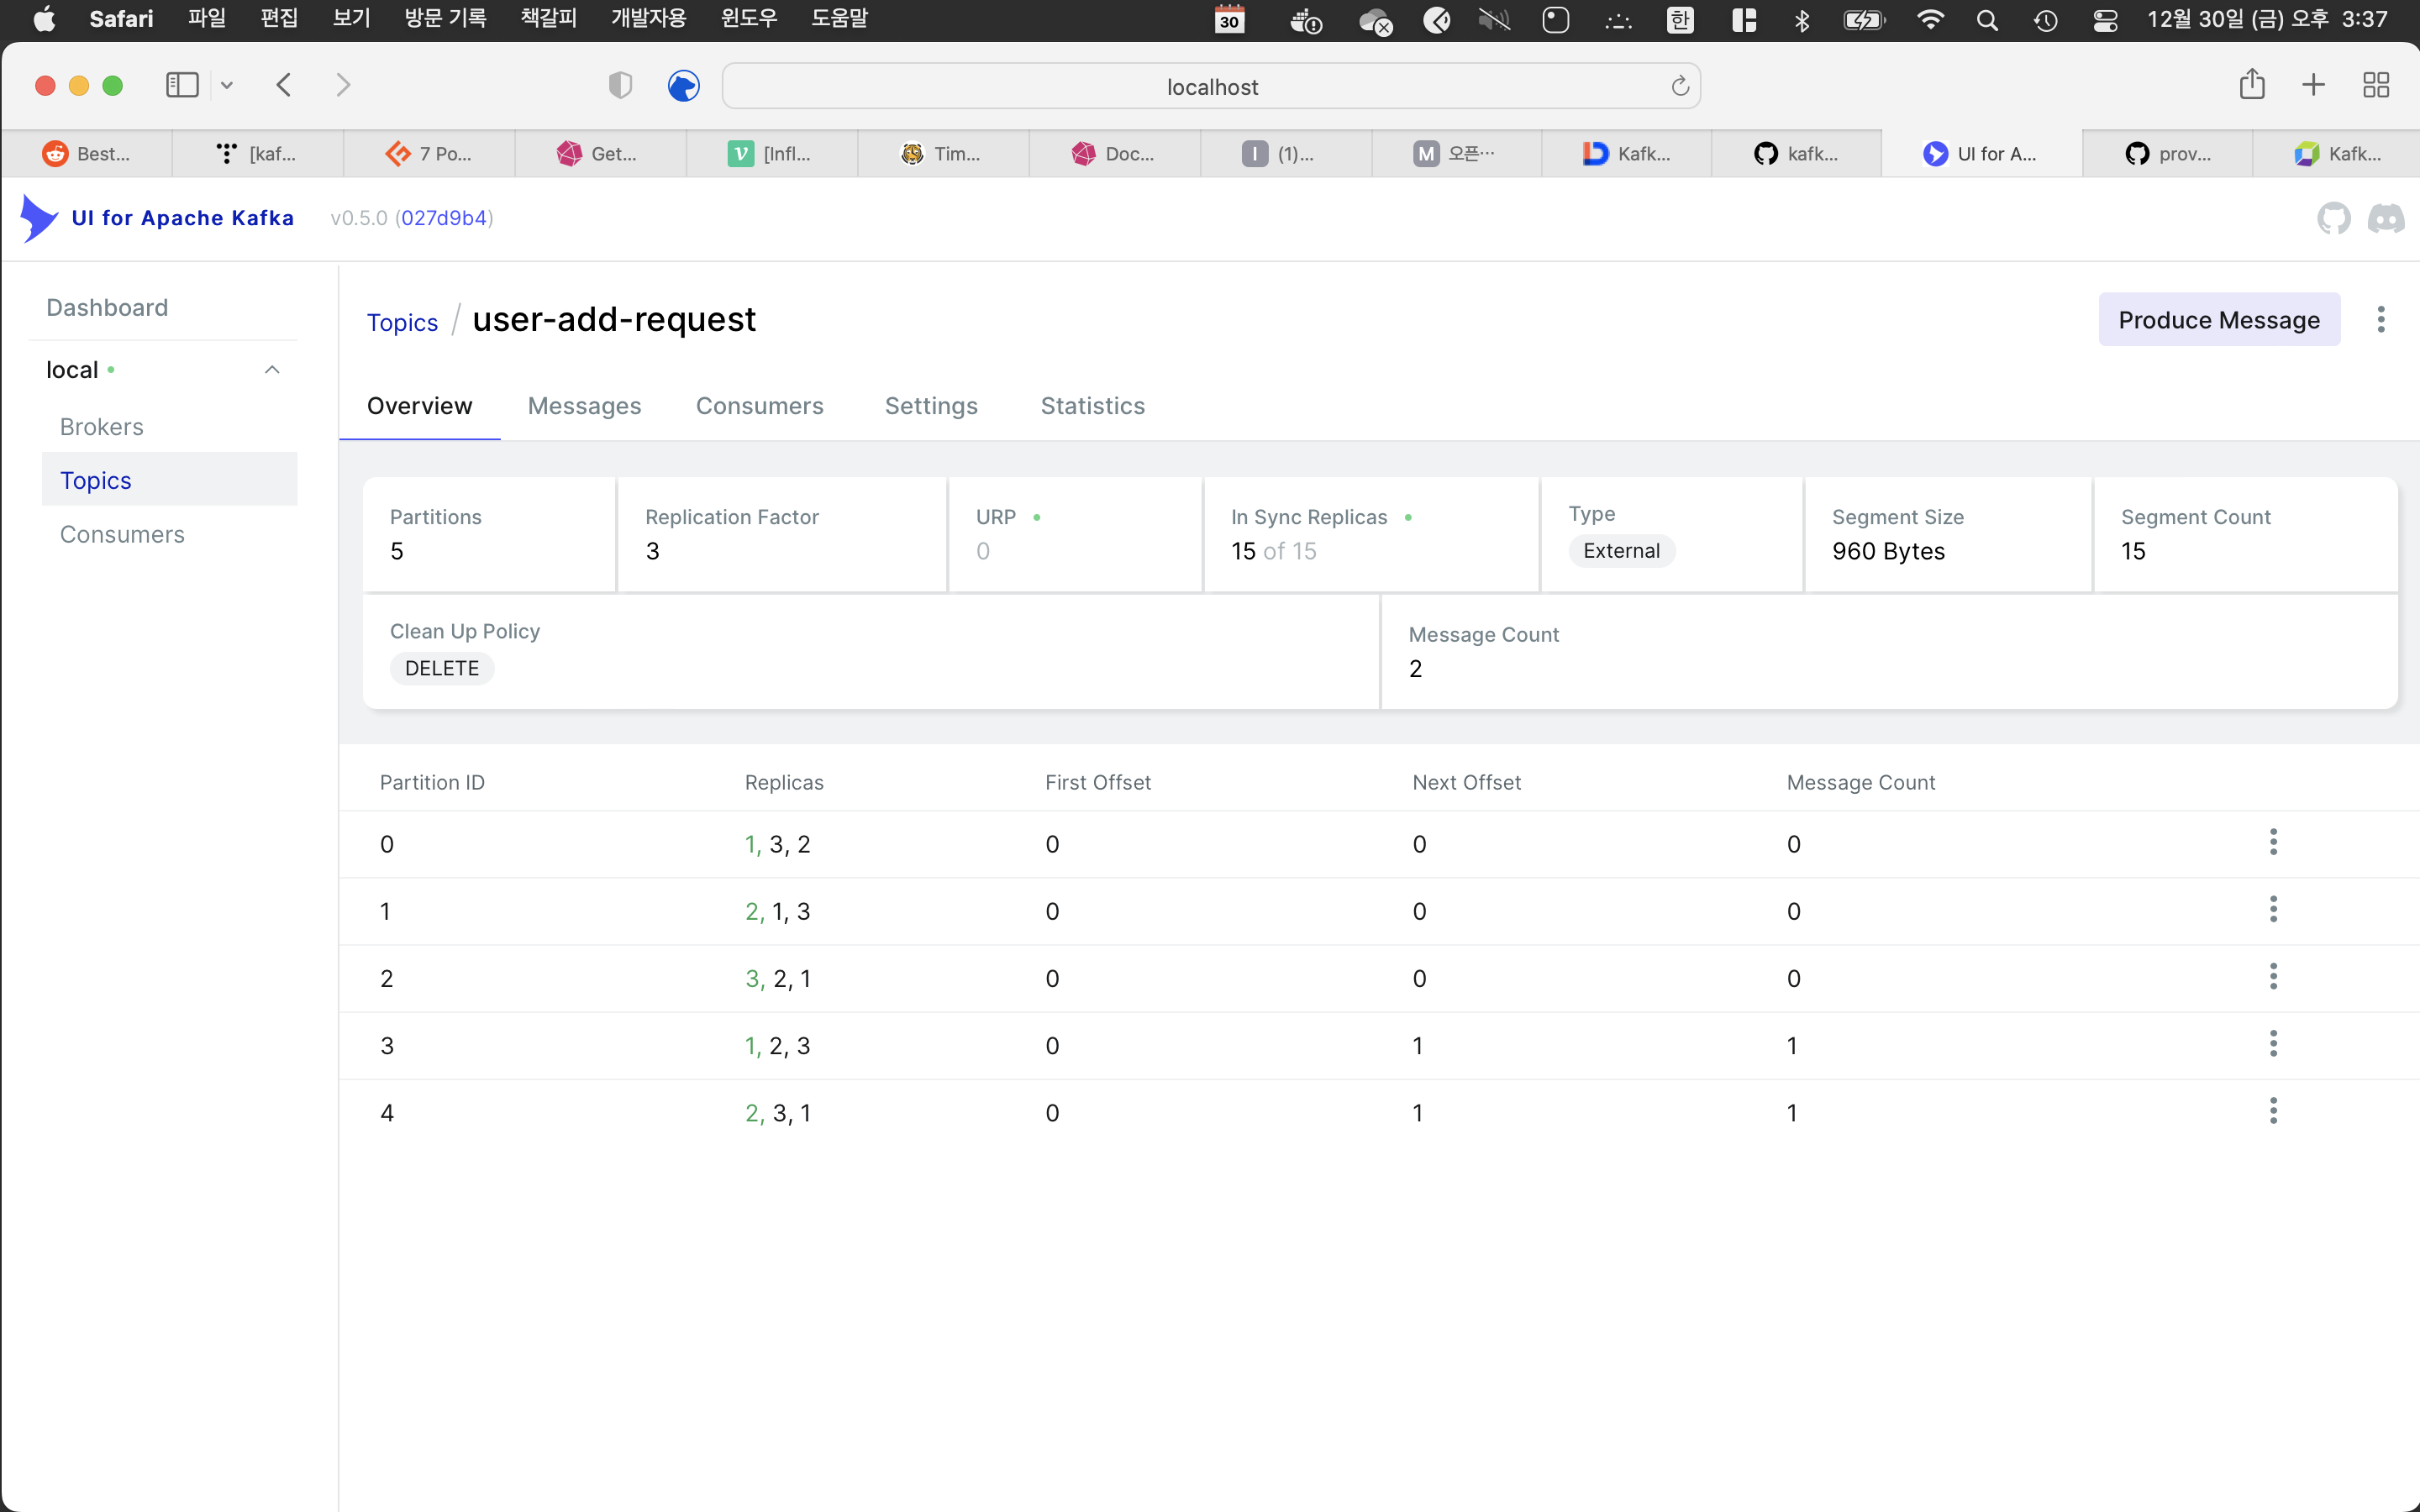 Safari 파일 편집 보기 방문 기록 책갈피 개발자용 윈도우 도움말 30 한 12월 30일 (금) 오후 3:37
localhost
Best... [kaf... 7 Po... Get... V [Infl... Tim... Doc... I (1)... M 오픈… Kafk... kafk... UI for A... prov... Kafk...
UI for Apache Kafka v0.5.0 (027d9b4)
Dashboard
local
Brokers
Topics
Consumers
Topics / user-add-request Produce Message
Overview Messages Consumers Settings Statistics
Partitions Replication Factor URP In Sync Replicas Type Segment Size Segment Count
5 3 0 15 of 15 External 960 Bytes 15
Clean Up Policy Message Count
DELETE 2
Partition ID Replicas First Offset Next Offset Message Count
0 1, 3, 2 0 0 0
1 2, 1, 3 0 0 0
2 3, 2, 1 0 0 0
3 1, 2, 3 0 1 1
4 2, 3, 1 0 1 1